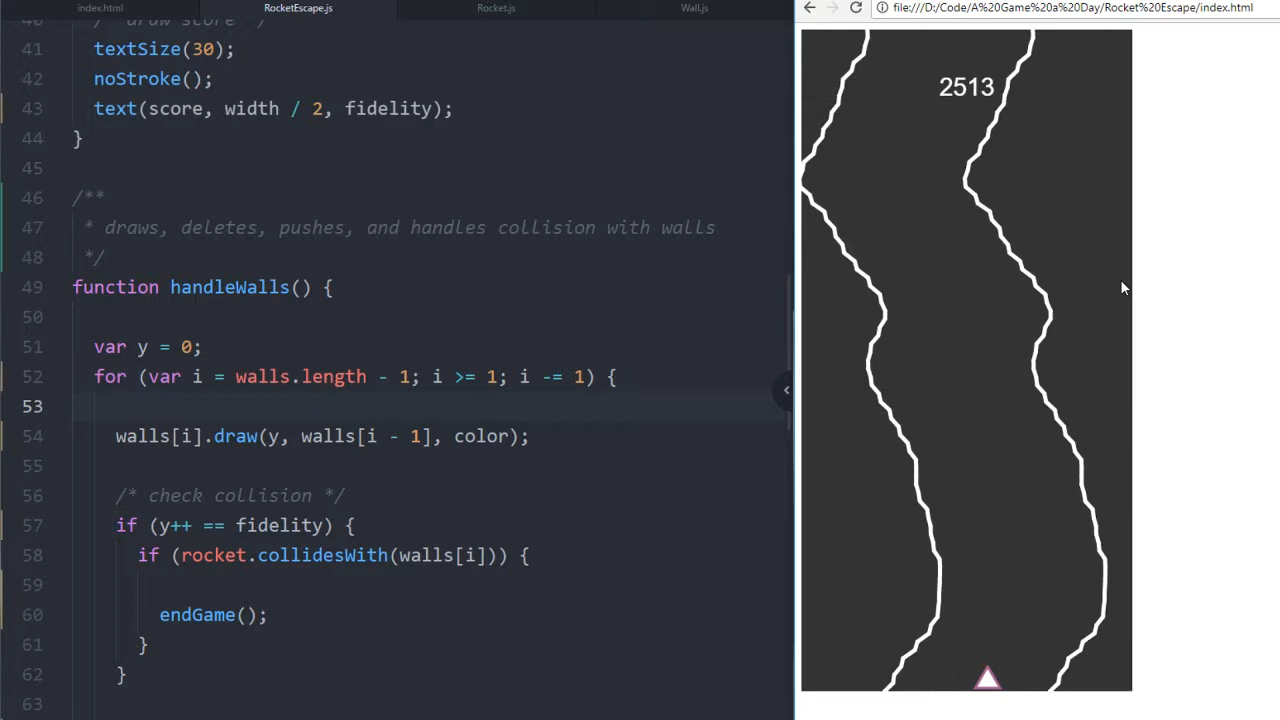 index.html RocketEscape.js Rocket.js Wall.js
file:///D:/Code/A%20Game%20a%20Day/Rocket%20Escape/index.html
40 /* draw score */
41 textSize(30);
42 noStroke();
43 text(score, width / 2, fidelity);
44 }
45
46 /**
47 * draws, deletes, pushes, and handles collision with walls
48 */
49 function handleWalls() {
50
51 var y = 0;
52 for (var i = walls.length - 1; i >= 1; i -= 1) {
53
54 walls[i].draw(y, walls[i - 1], color);
55
56 /* check collision */
57 if (y++ == fidelity) {
58 if (rocket.collidesWith(walls[i])) {
59
60 endGame();
61 }
62 }
63
2513